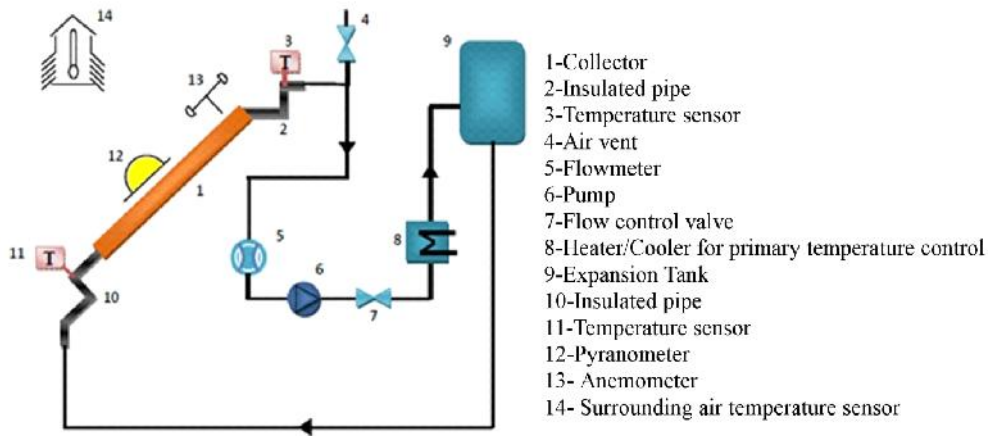 14
3
4
9
13
2
12
1
11
T
T
10
5
6
7
8
1-Collector
2-Insulated pipe
3-Temperature sensor
4-Air vent
5-Flowmeter
6-Pump
7-Flow control valve
8-Heater/Cooler for primary temperature control
9-Expansion Tank
10-Insulated pipe
11-Temperature sensor
12-Pyranometer
13- Anemometer
14- Surrounding air temperature sensor